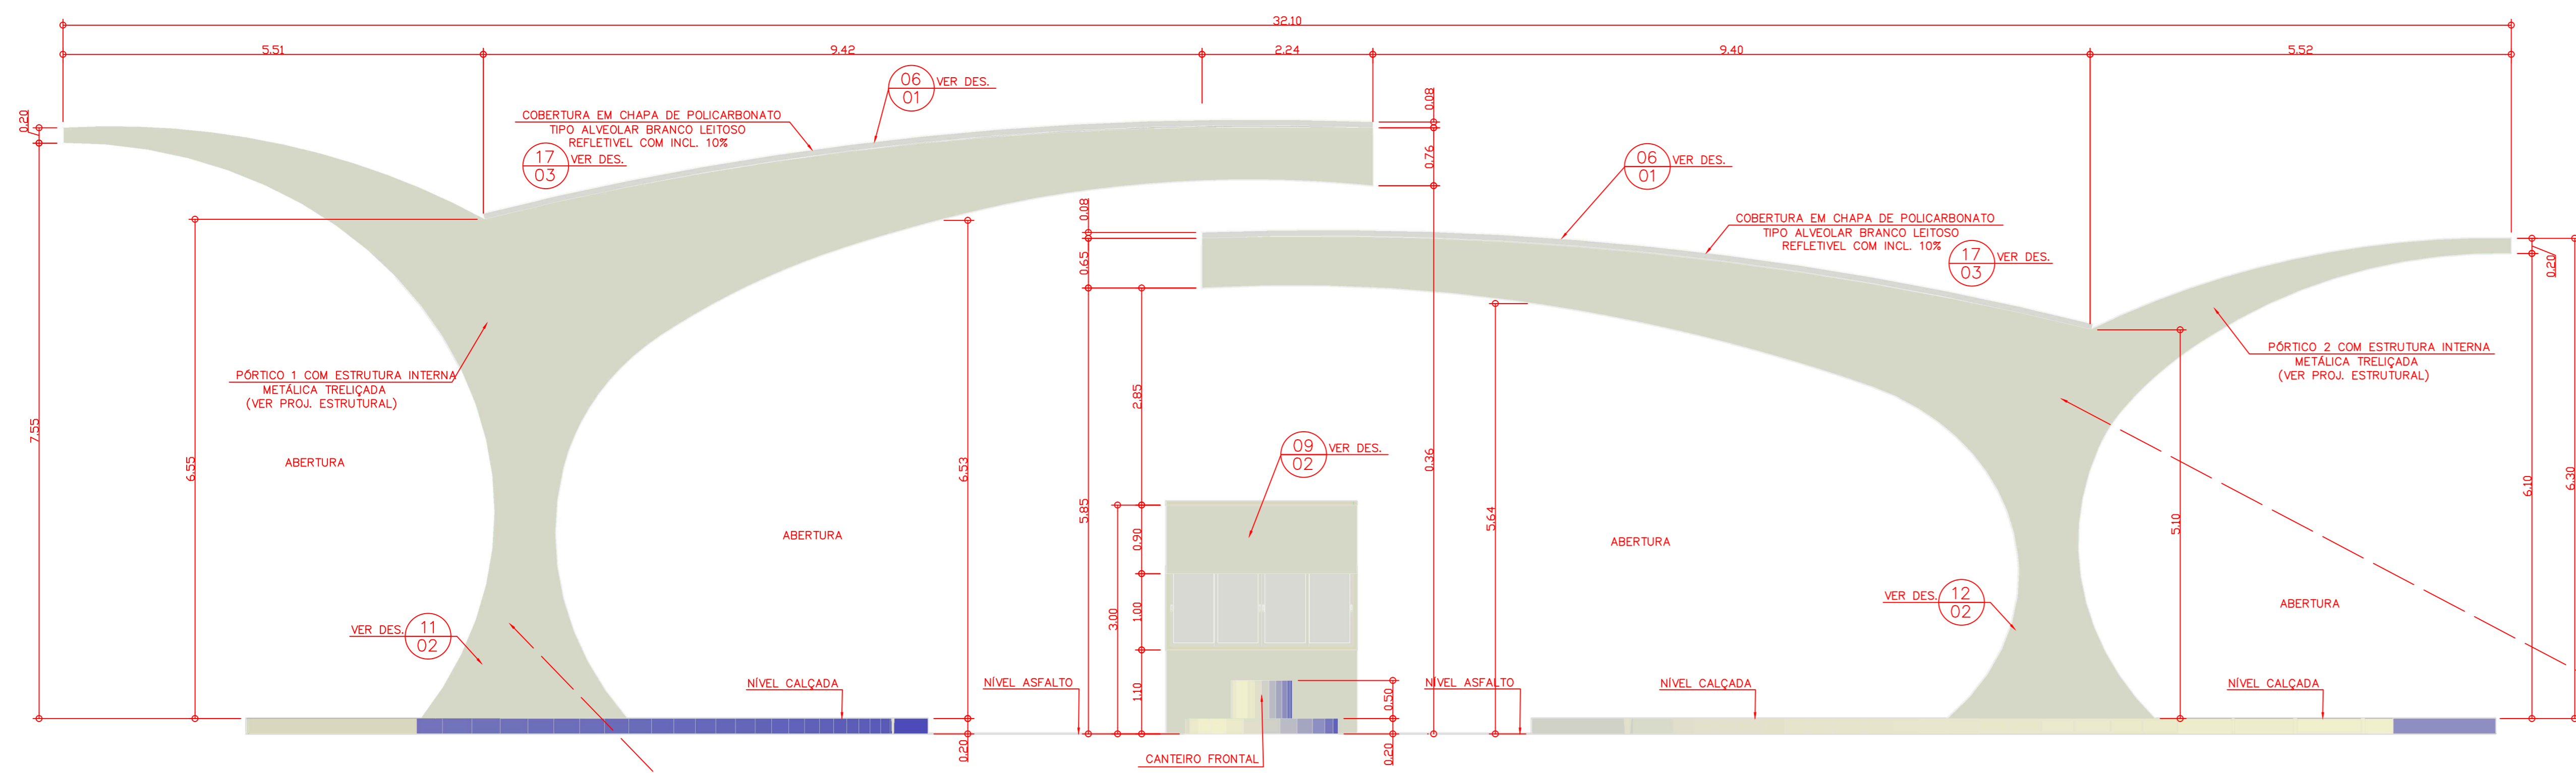 32.10
5.51
9.42
2.24
9.40
5.52
06
01
VER DES.
COBERTURA EM CHAPA DE POLICARBONATO
TIPO ALVEOLAR BRANCO LEITOSO
REFLETIVEL COM INCL. 10%
17
03
VER DES.
0.20
0.08
0.76
06
01
VER DES.
COBERTURA EM CHAPA DE POLICARBONATO
TIPO ALVEOLAR BRANCO LEITOSO
REFLETIVEL COM INCL. 10%
17
03
VER DES.
0.08
0.65
0.20
PÓRTICO 1 COM ESTRUTURA INTERNA
METÁLICA TRELIÇADA
(VER PROJ. ESTRUTURAL)
PÓRTICO 2 COM ESTRUTURA INTERNA
METÁLICA TRELIÇADA
(VER PROJ. ESTRUTURAL)
7.55
6.55
ABERTURA
6.53
ABERTURA
5.85
2.85
3.00
0.90
1.00
1.10
09
02
VER DES.
0.36
5.64
ABERTURA
5.10
6.10
6.30
ABERTURA
VER DES.
11
02
VER DES.
12
02
NÍVEL CALÇADA
NÍVEL ASFALTO
0.50
NÍVEL ASFALTO
NÍVEL CALÇADA
NÍVEL CALÇADA
0.20
CANTEIRO FRONTAL
0.20